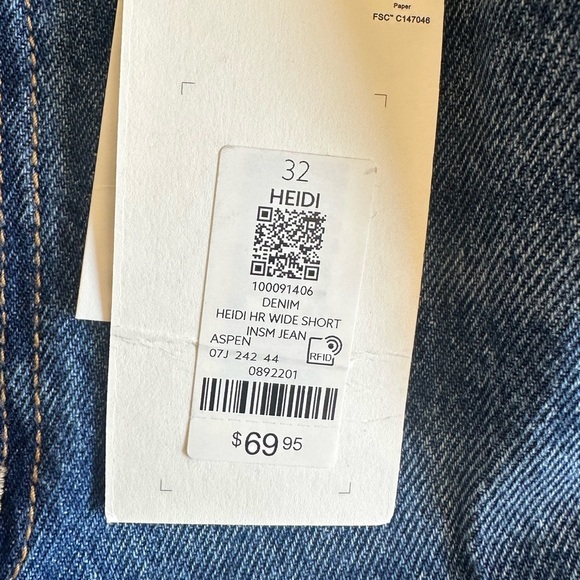 Paper
FSC™ C147046
32
HEIDI
100091406
DENIM
HEIDI HR WIDE SHORT
INSM JEAN
ASPEN
07J 242 44
RFID
0892201
$69.95